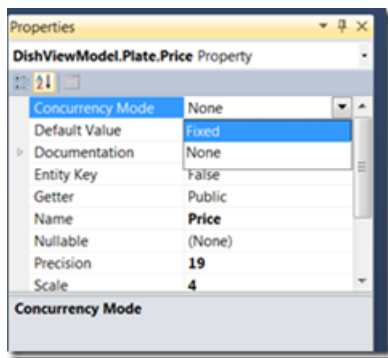 Properties
DishViewModel.Plate.Price Property
Concurrency Mode None
Default Value Fixed
Documentation None
Entity Key False
Getter Public
Name Price
Nullable (None)
Precision 19
Scale 4
Concurrency Mode